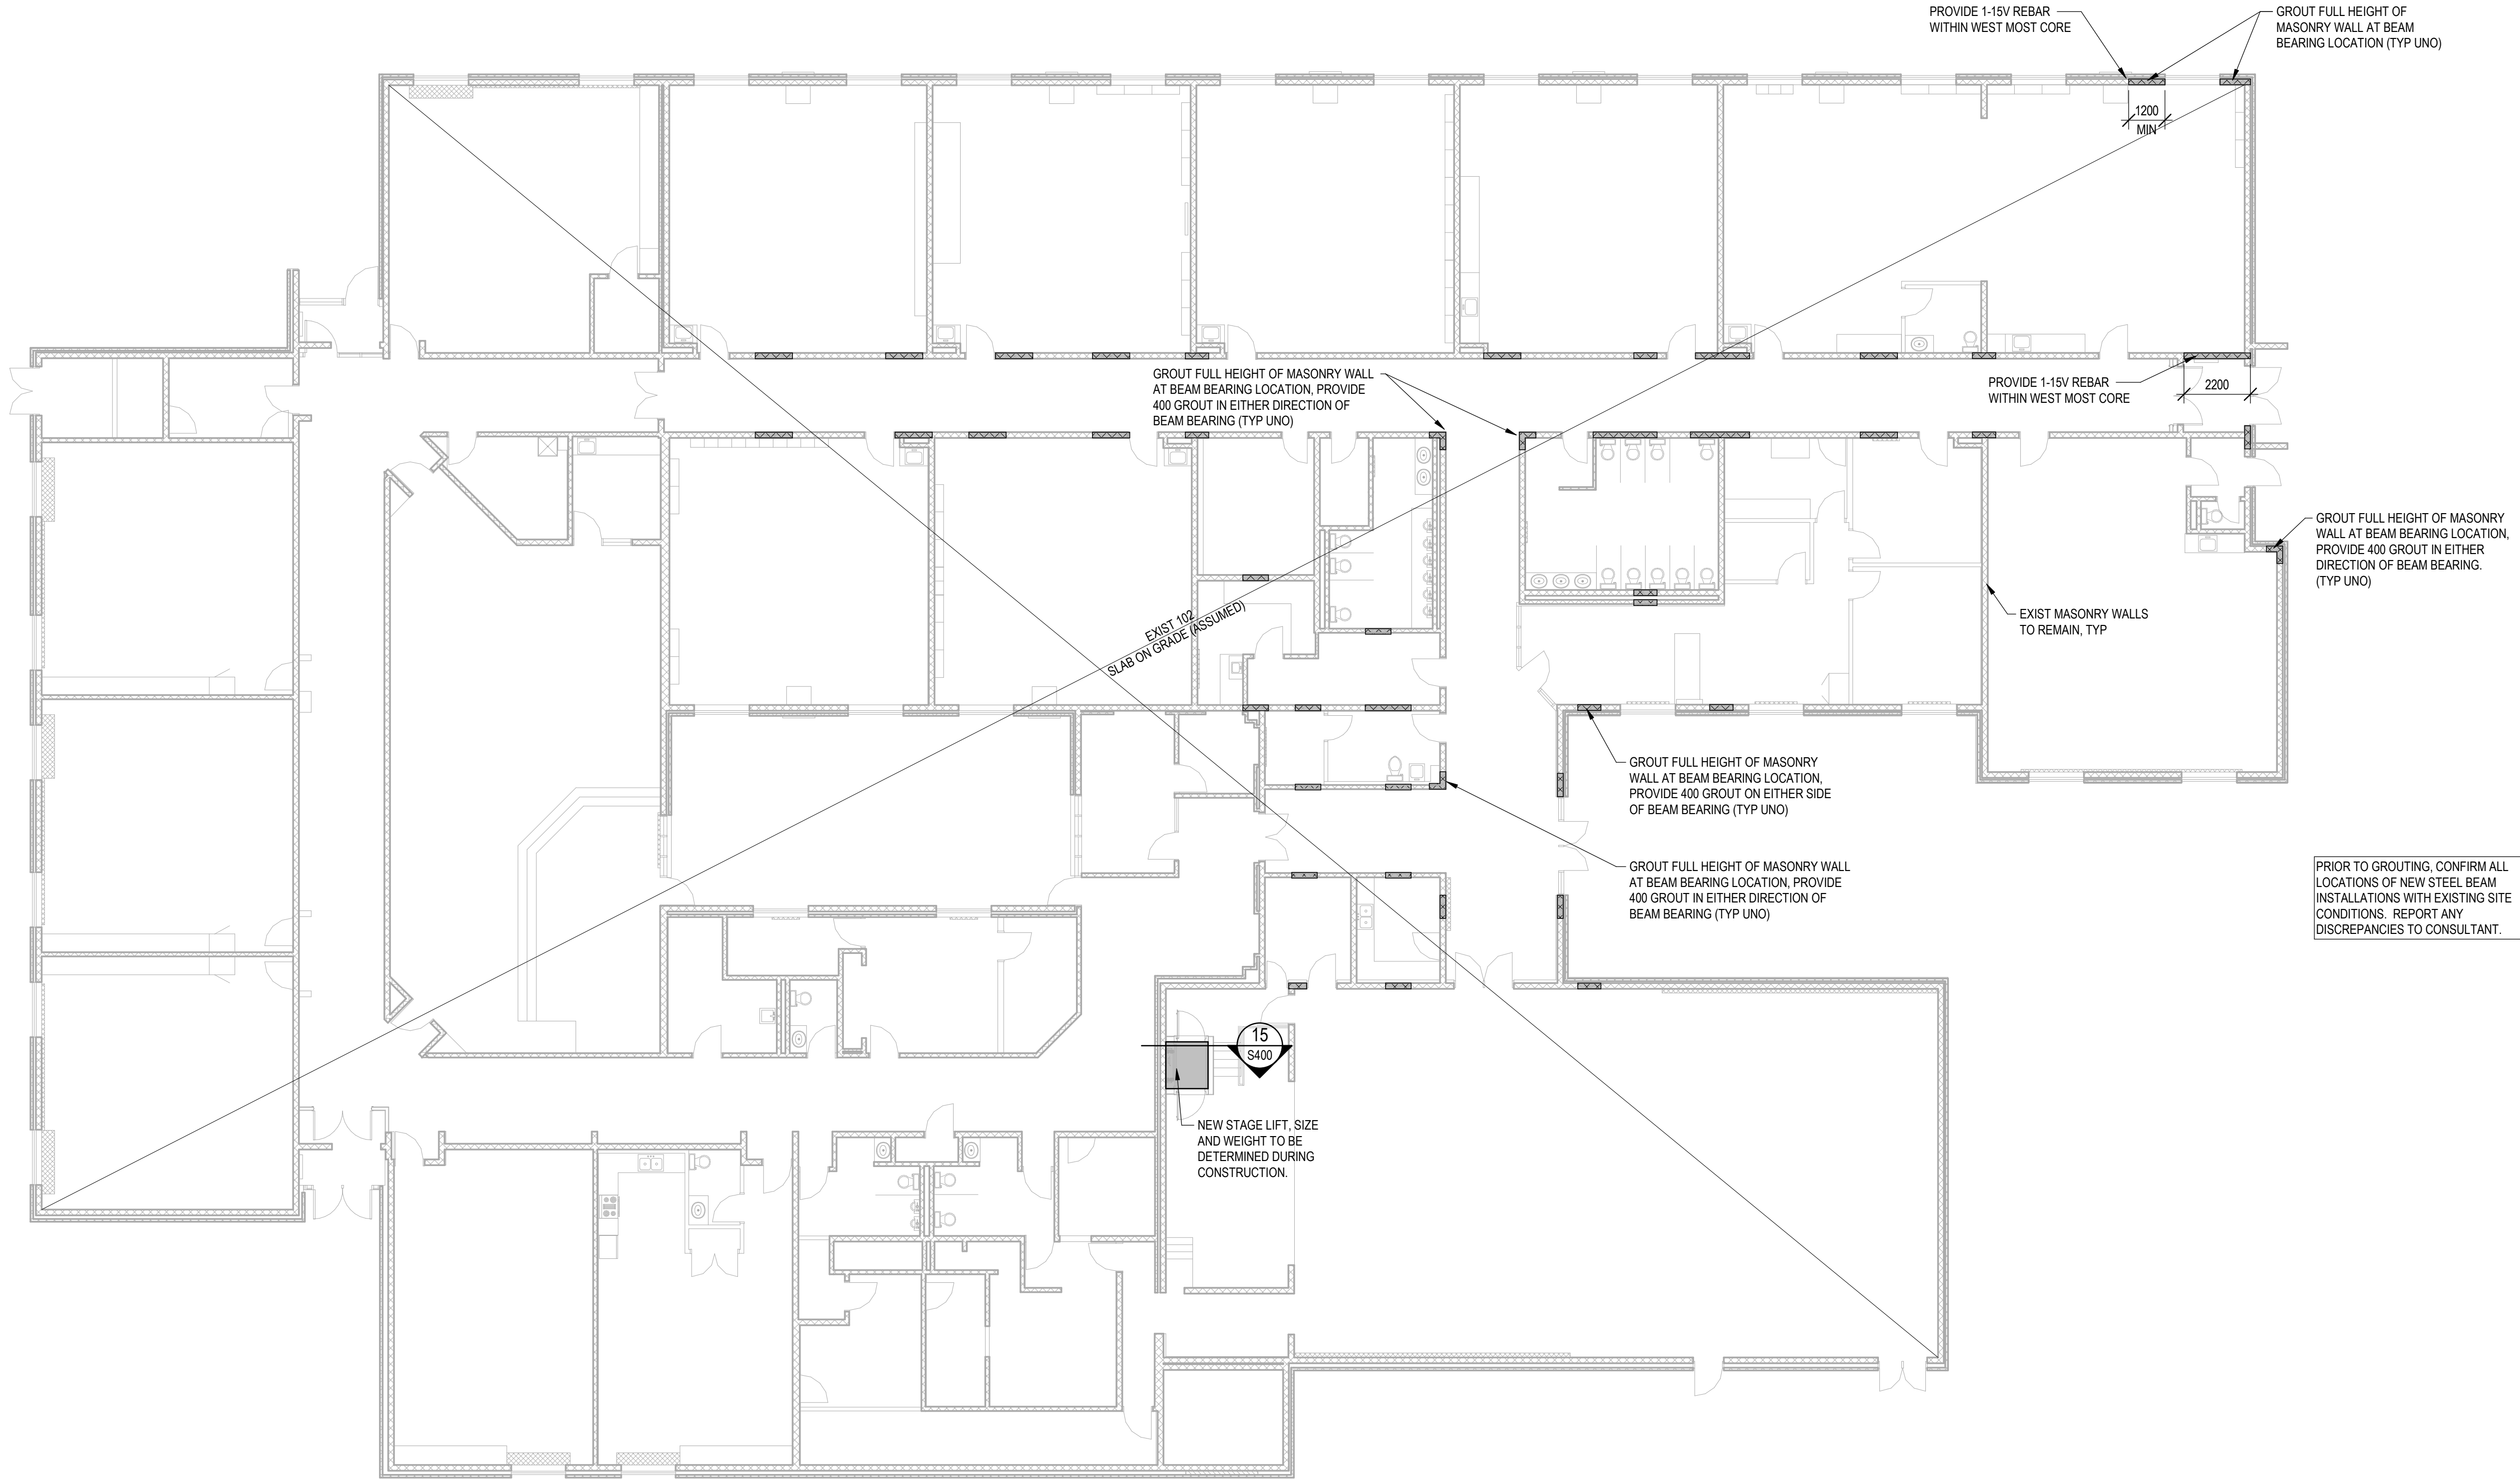 PROVIDE 1-15V REBAR
WITHIN WEST MOST CORE
GROUT FULL HEIGHT OF
MASONRY WALL AT BEAM
BEARING LOCATION (TYP UNO)
1200
MIN
GROUT FULL HEIGHT OF MASONRY WALL
AT BEAM BEARING LOCATION, PROVIDE
400 GROUT IN EITHER DIRECTION OF
BEAM BEARING (TYP UNO)
PROVIDE 1-15V REBAR
WITHIN WEST MOST CORE
2200
GROUT FULL HEIGHT OF MASONRY
WALL AT BEAM BEARING LOCATION,
PROVIDE 400 GROUT IN EITHER
DIRECTION OF BEAM BEARING.
(TYP UNO)
EXIST MASONRY WALLS
TO REMAIN, TYP
EXIST 102
SLAB ON GRADE (ASSUMED)
GROUT FULL HEIGHT OF MASONRY
WALL AT BEAM BEARING LOCATION,
PROVIDE 400 GROUT ON EITHER SIDE
OF BEAM BEARING (TYP UNO)
GROUT FULL HEIGHT OF MASONRY WALL
AT BEAM BEARING LOCATION, PROVIDE
400 GROUT IN EITHER DIRECTION OF
BEAM BEARING (TYP UNO)
PRIOR TO GROUTING, CONFIRM ALL
LOCATIONS OF NEW STEEL BEAM
INSTALLATIONS WITH EXISTING SITE
CONDITIONS. REPORT ANY
DISCREPANCIES TO CONSULTANT.
15
S400
NEW STAGE LIFT, SIZE
AND WEIGHT TO BE
DETERMINED DURING
CONSTRUCTION.